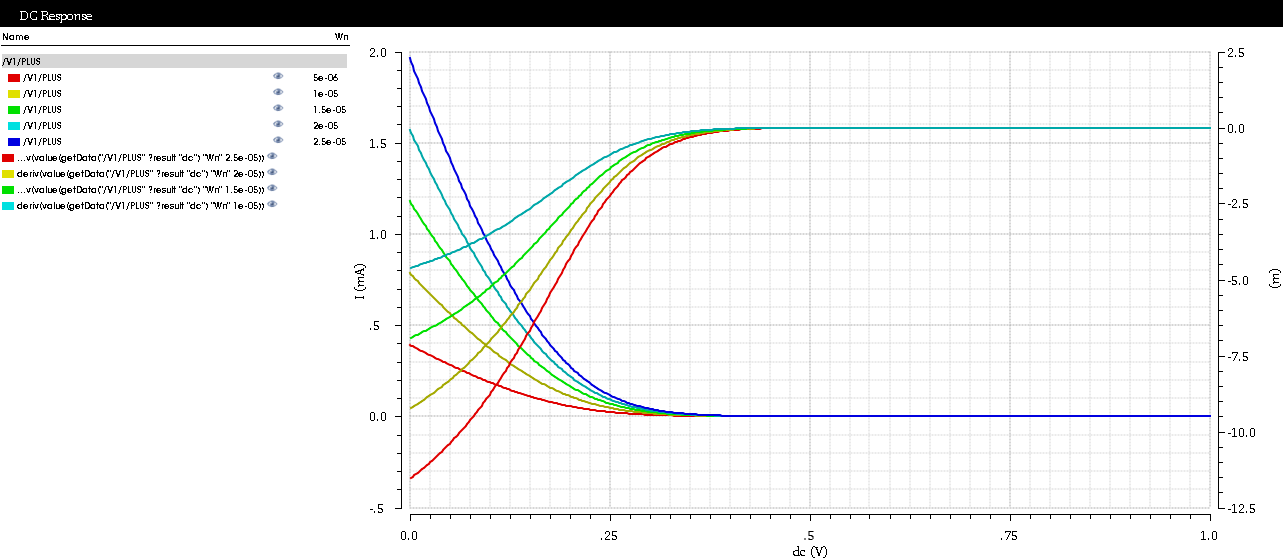 DC Response
Name Wn
/V1/PLUS
/V1/PLUS 5e-06
/V1/PLUS 1e-05
/V1/PLUS 1.5e-05
/V1/PLUS 2e-05
/V1/PLUS 2.5e-05
...v(value(getData("/V1/PLUS" ?result "dc") "Wn" 2.5e-05))
deriv(value(getData("/V1/PLUS" ?result "dc") "Wn" 2e-05))
...v(value(getData("/V1/PLUS" ?result "dc") "Wn" 1.5e-05))
deriv(value(getData("/V1/PLUS" ?result "dc") "Wn" 1e-05))
I (mA)
2.0
1.5
1.0
.5
0.0
-.5
0.0 .25 .5 .75 1.0
dc (V)
2.5
0.0
-2.5
-5.0
-7.5
-10.0
-12.5
(m)